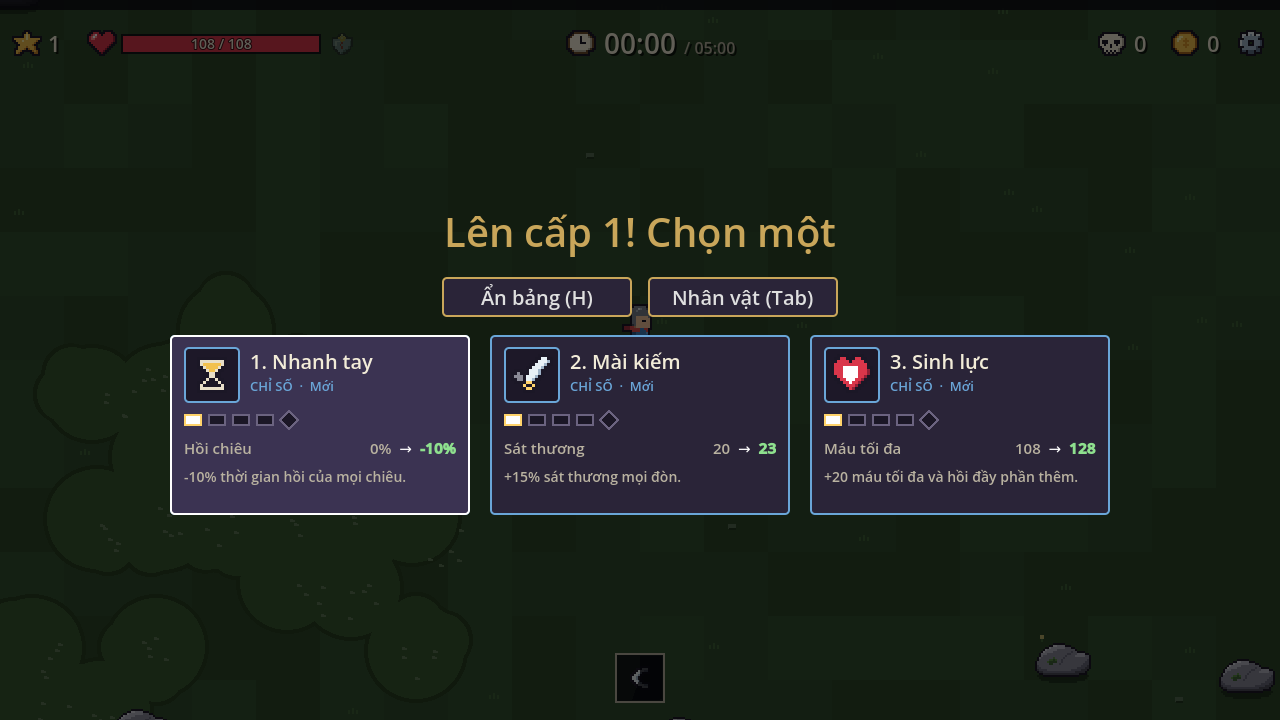 1
108 / 108
00:00 / 05:00
0
0
Lên cấp 1! Chọn một
Ẩn bảng (H)
Nhân vật (Tab)
1. Nhanh tay
CHỈ SỐ · Mới
Hồi chiêu 0% → -10%
-10% thời gian hồi của mọi chiêu.
2. Mài kiếm
CHỈ SỐ · Mới
Sát thương 20 → 23
+15% sát thương mọi đòn.
3. Sinh lực
CHỈ SỐ · Mới
Máu tối đa 108 → 128
+20 máu tối đa và hồi đầy phần thêm.